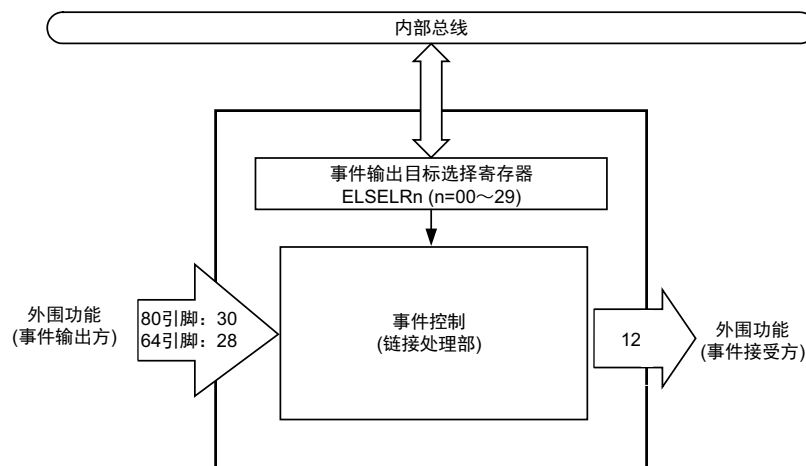 内部总线
事件输出目标选择寄存器
ELSELRn (n=00～29)
外围功能
(事件输出方)
80引脚：30
64引脚：28
事件控制
(链接处理部)
12
外围功能
(事件接受方)